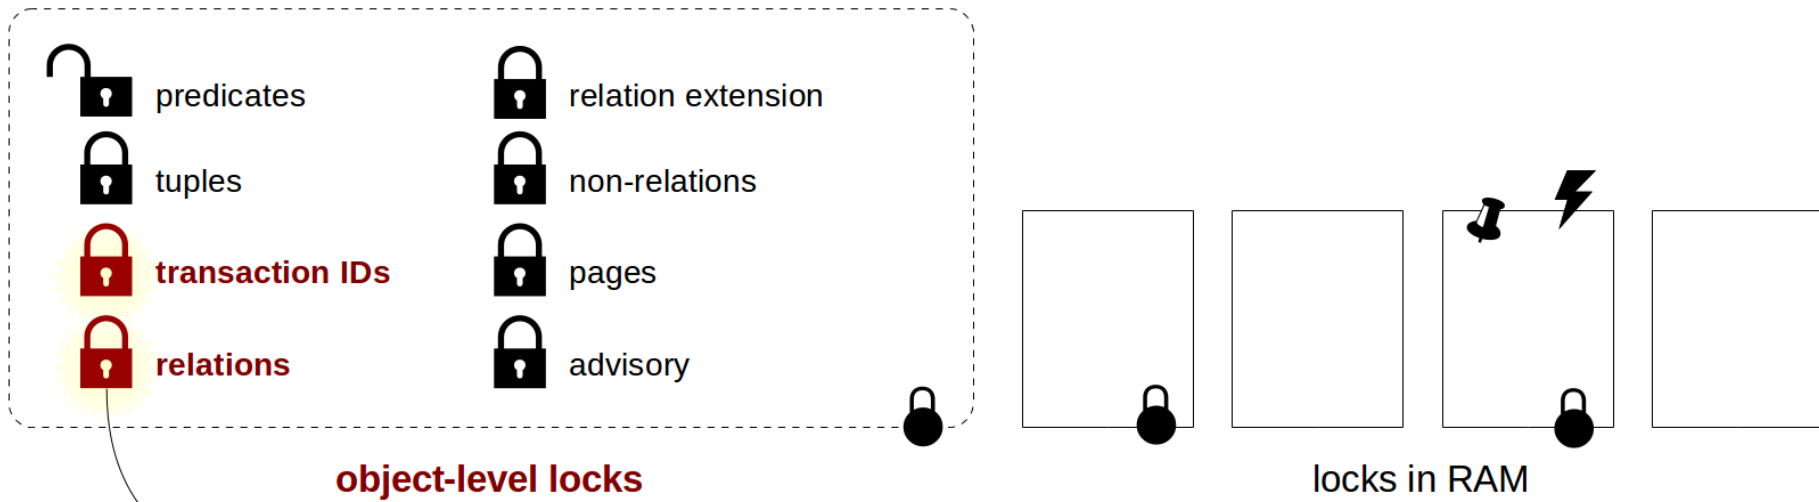 predicates
relation extension
tuples
non-relations
transaction IDs
pages
relations
advisory
object-level locks
locks in RAM